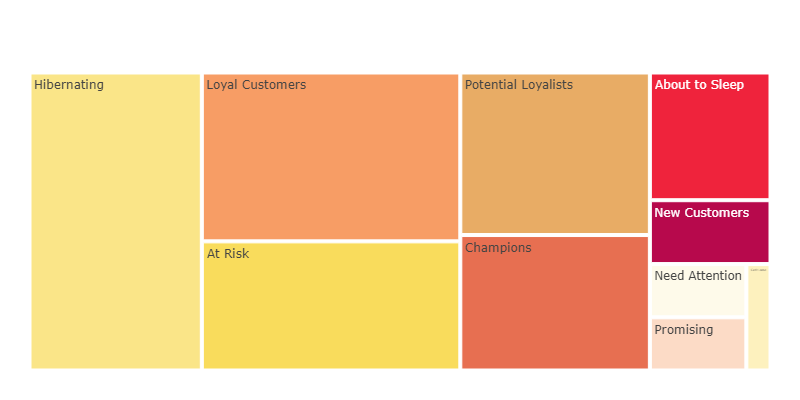 Hibernating
Loyal Customers
Potential Loyalists
About to Sleep
New Customers
At Risk
Champions
Need Attention
Promising